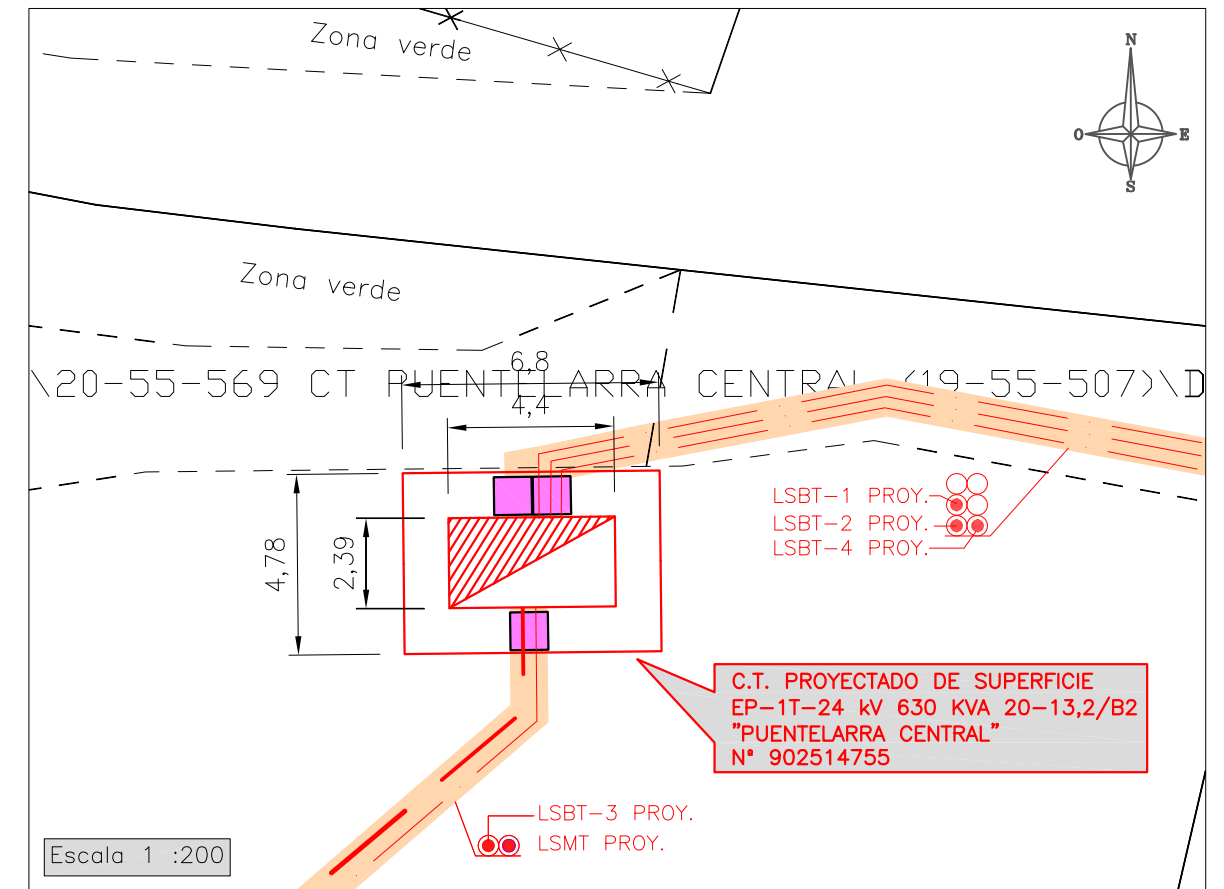 Zona verde
N
O
E
S
Zona verde
6,8
\20-55-569 CT PUENTELARRA CENTRAL (19-55-507)\D
4,4
LSBT-1 PROY.
LSBT-2 PROY.
LSBT-4 PROY.
4,78
2,39
C.T. PROYECTADO DE SUPERFICIE
EP-1T-24 kV 630 KVA 20-13,2/B2
"PUENTELARRA CENTRAL"
Nº 902514755
LSBT-3 PROY.
LSMT PROY.
Escala 1 :200